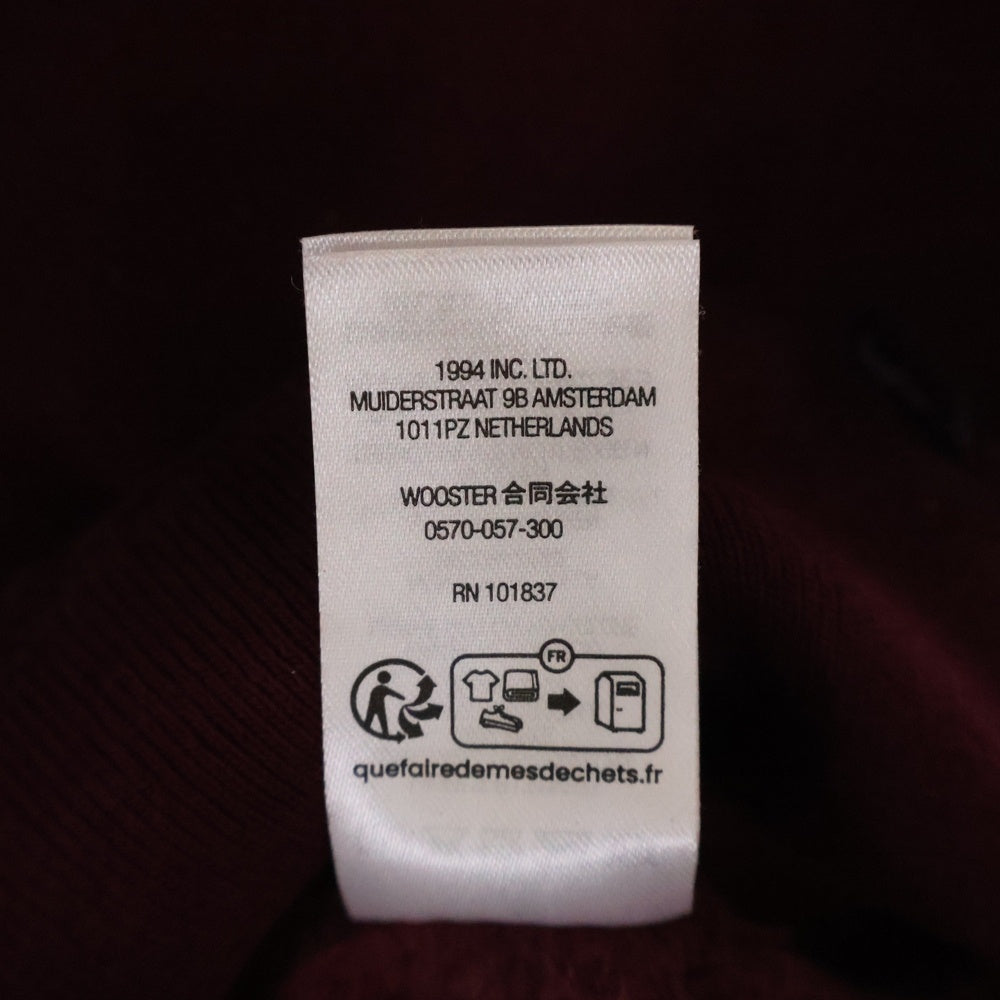 1994 INC. LTD.
MUIDERSTRAAT 9B AMSTERDAM
1011PZ NETHERLANDS
WOOSTER 合同会社
0570-057-300
RN 101837
FR
quefairedemesdechets.fr